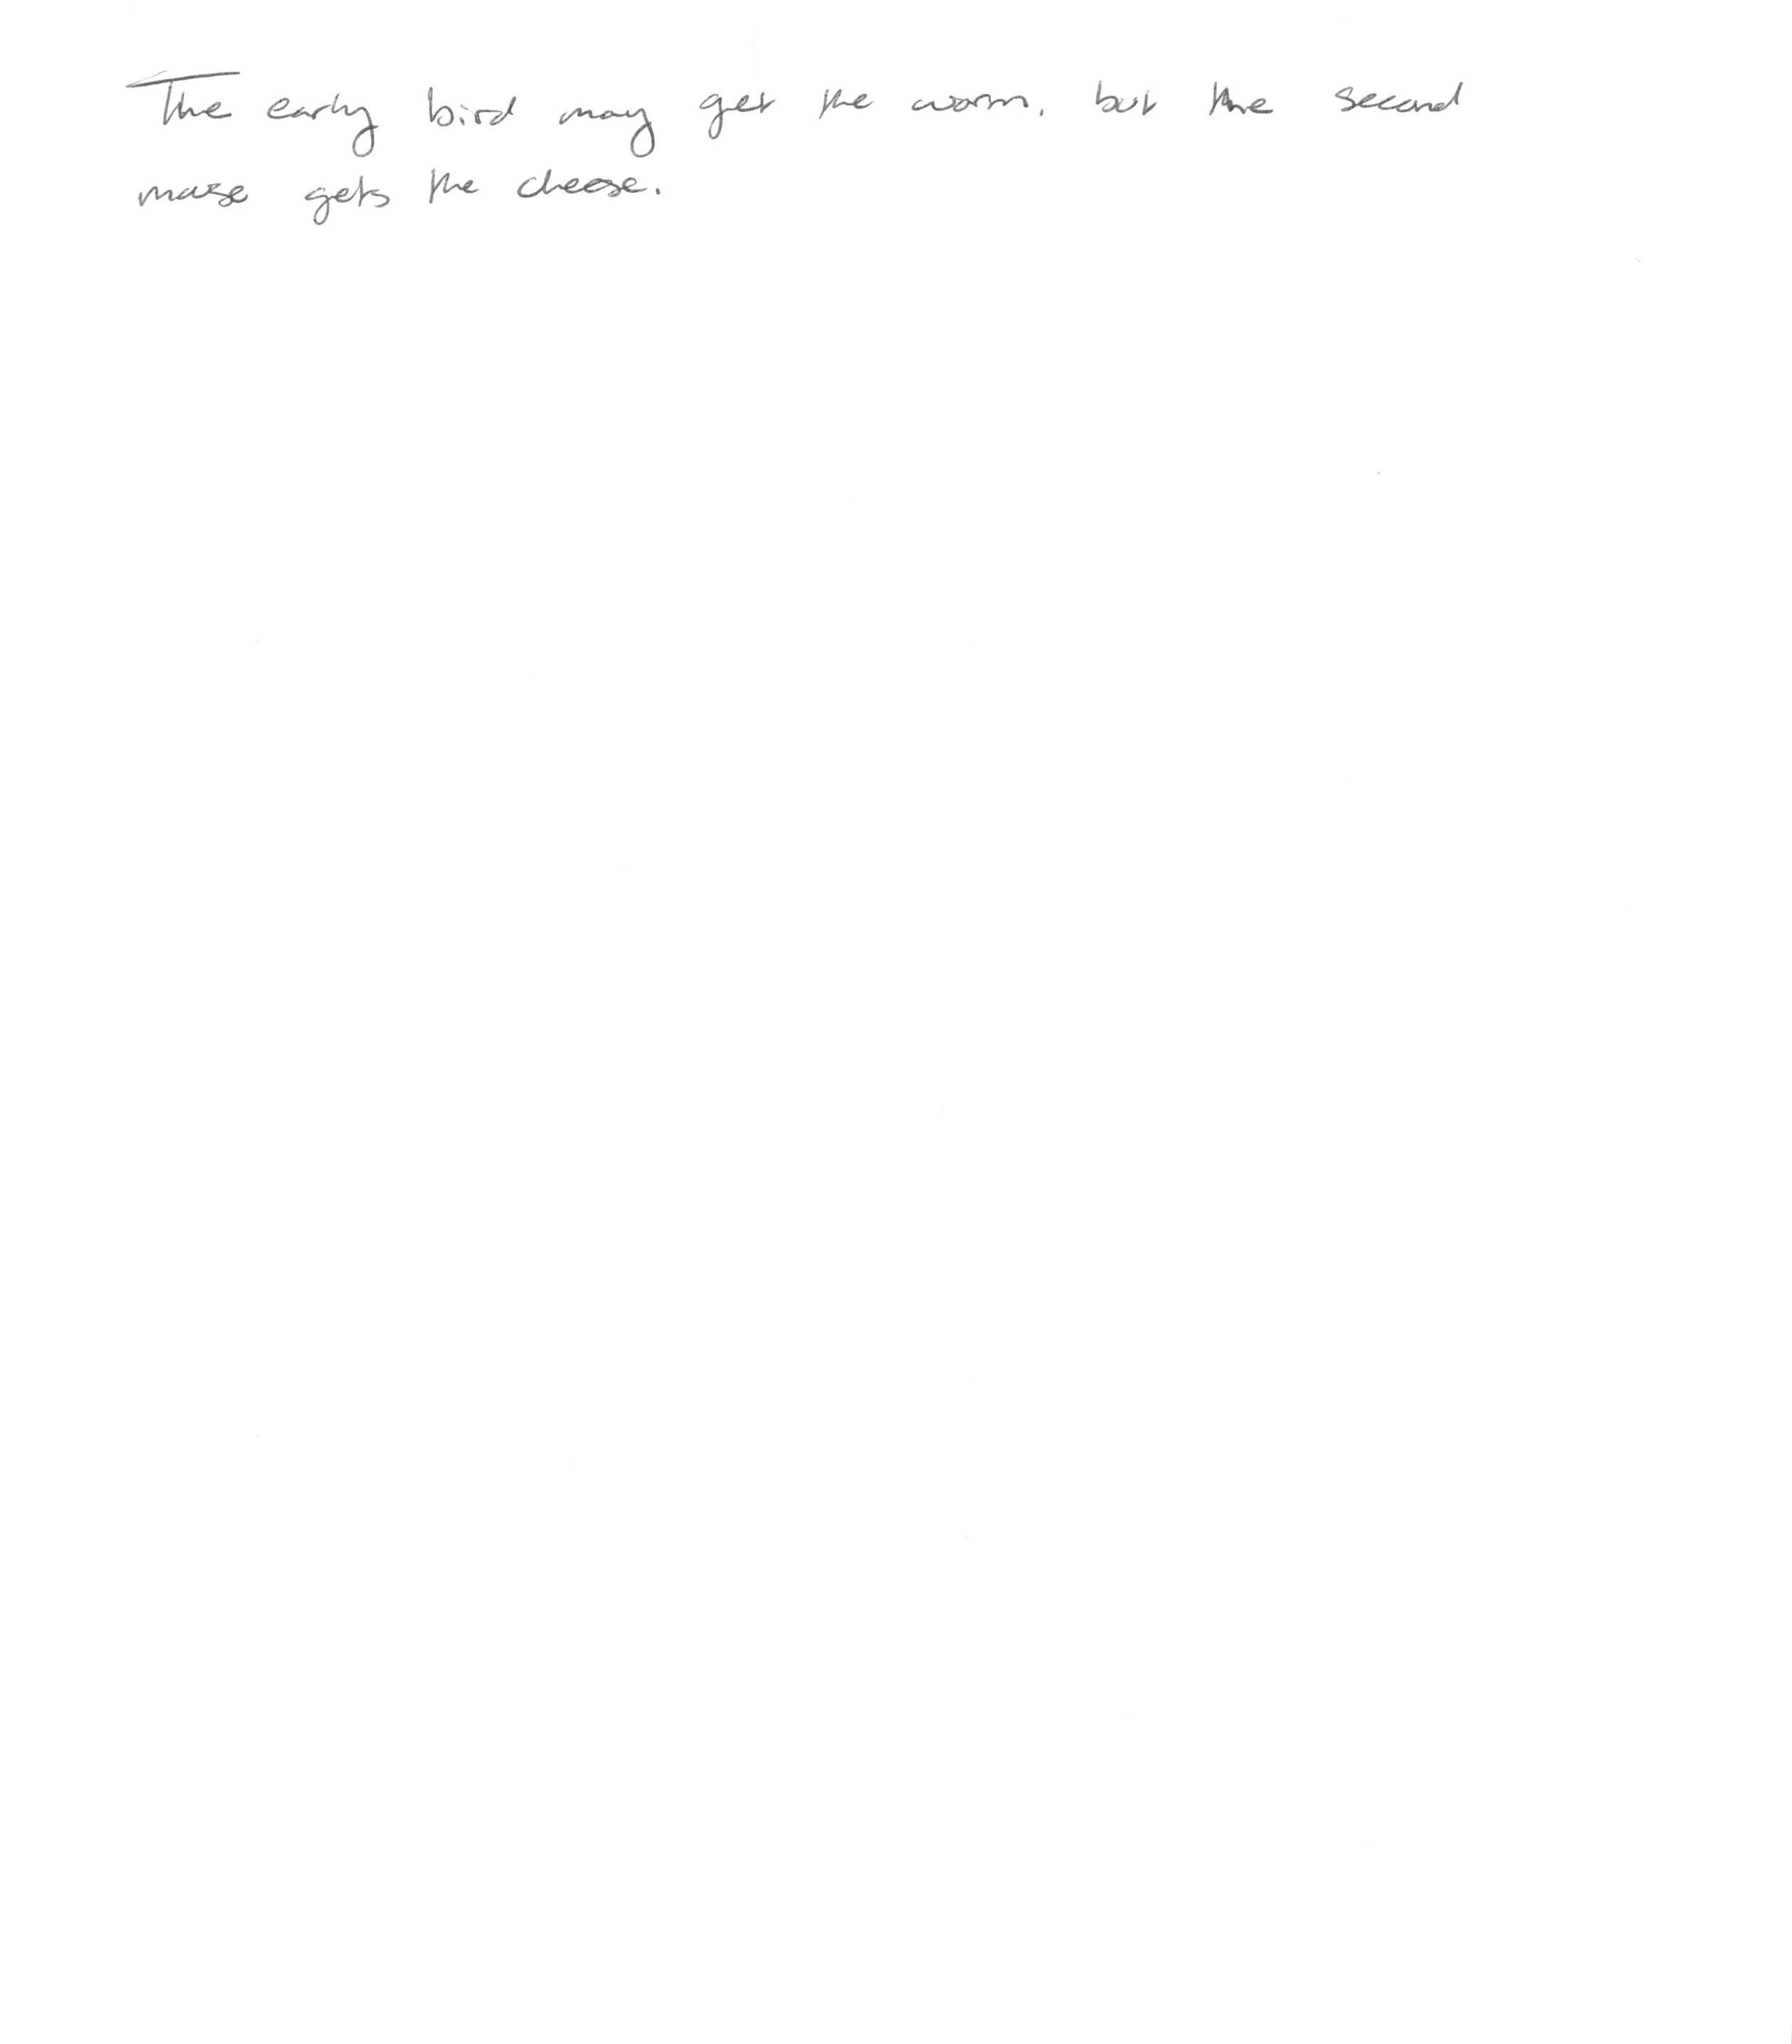 The early bird may get the worm, but the second
mouse gets the cheese.